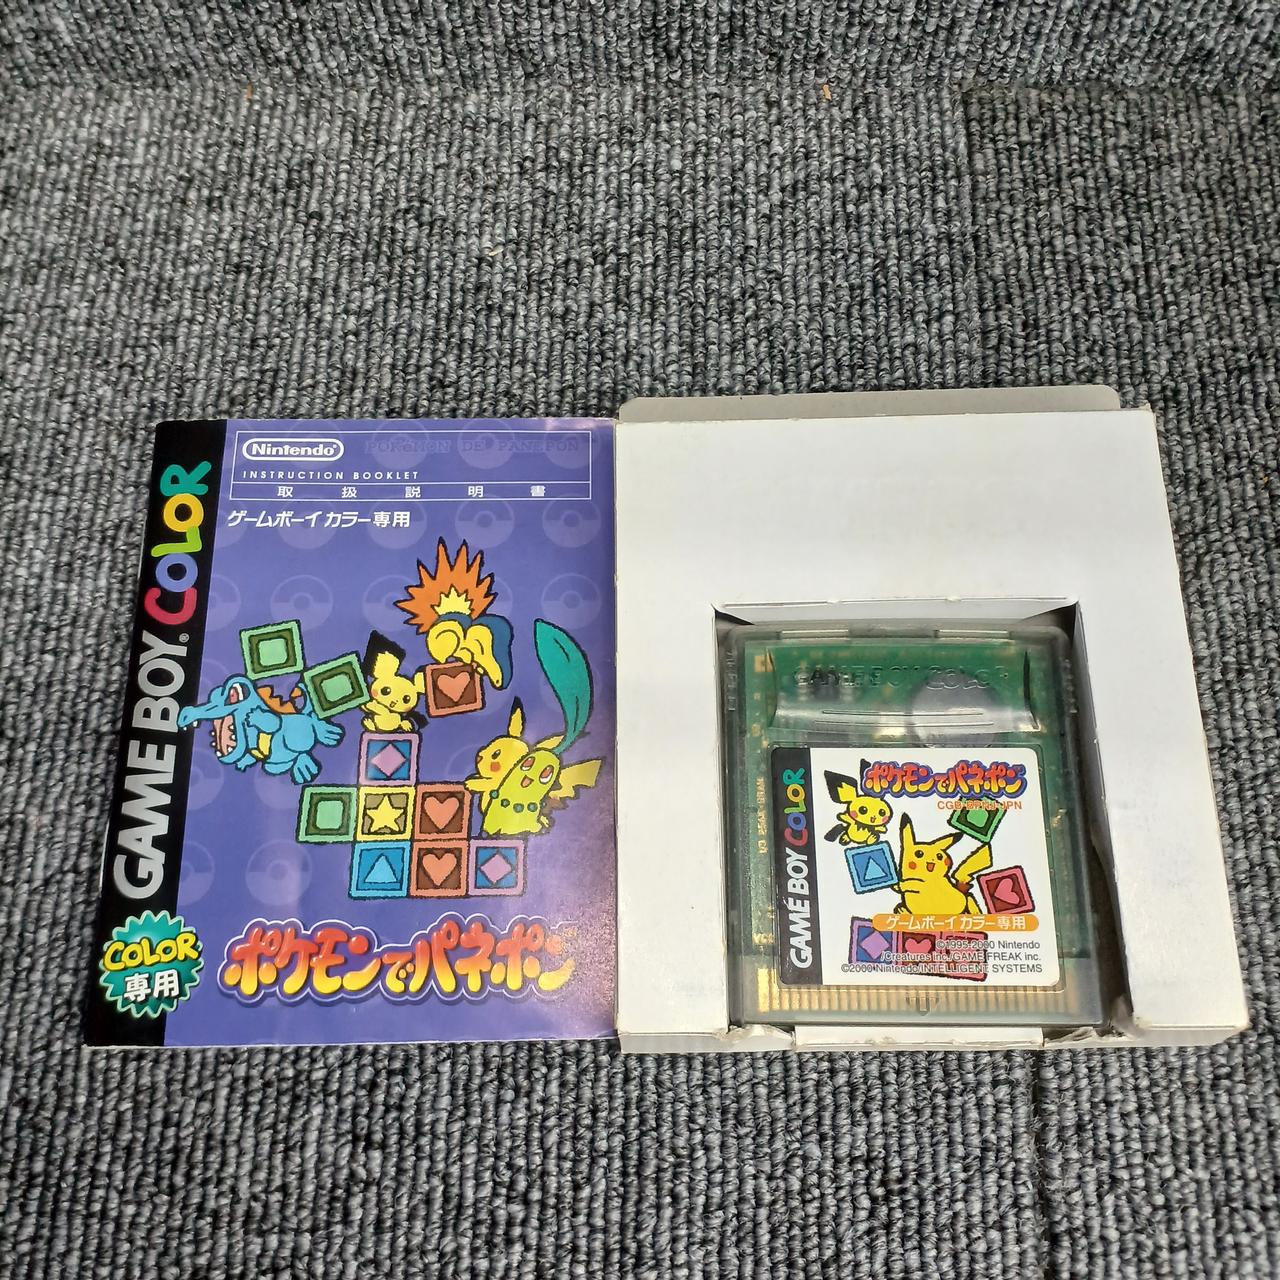 Nintendo
POKéMON DE PANEPON
INSTRUCTION BOOKLET
取扱説明書
ゲームボーイカラー専用
GAME BOY® COLOR
COLOR
専用
ポケモンでパネポン
GAME BOY COLOR
ポケモンでパネポン
CGB-BPNJ-JPN
GAME BOY COLOR
ゲームボーイカラー専用
©1995-2000 Nintendo
/Creatures inc./GAME FREAK inc.
©2000 Nintendo/INTELLIGENT SYSTEMS